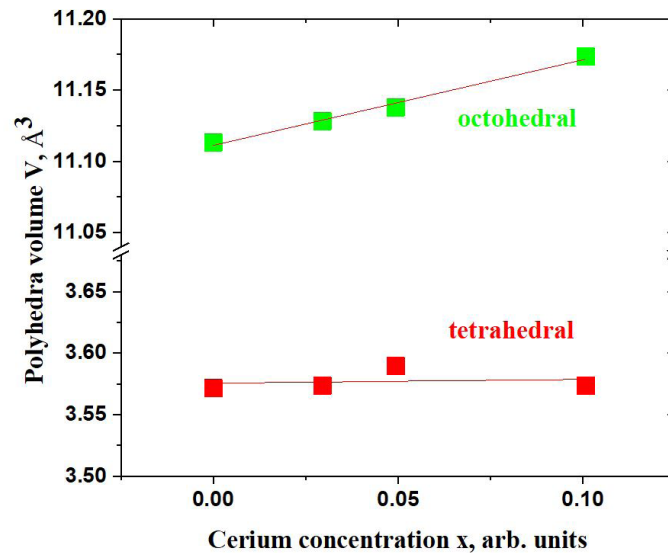 11.20
11.15
11.10
11.05
3.65
3.60
3.55
3.50
Polyhedra volume V, Å³
octohedral
tetrahedral
0.00 0.05 0.10
Cerium concentration x, arb. units